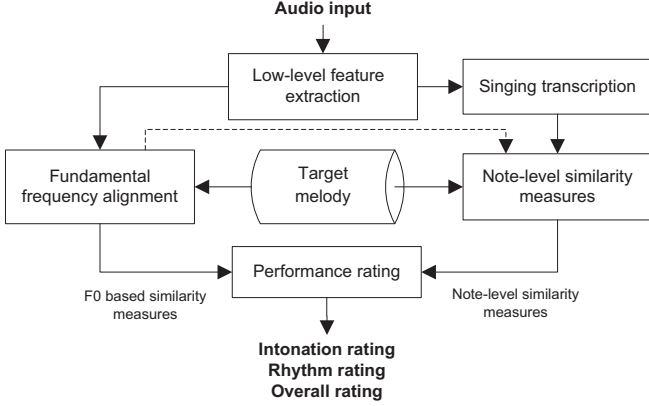 Audio input
Low-level feature
extraction
Singing transcription
Fundamental
frequency alignment
Target
melody
Note-level similarity
measures
Performance rating
F0 based similarity
measures
Note-level similarity
measures
Intonation rating
Rhythm rating
Overall rating